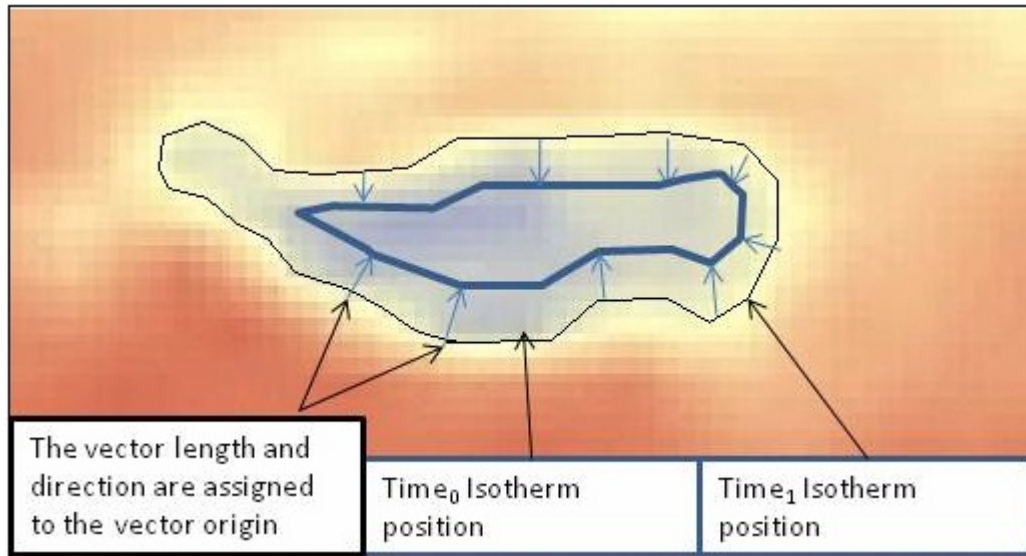 The vector length and
direction are assigned
to the vector origin
Time₀ Isotherm
position
Time₁ Isotherm
position